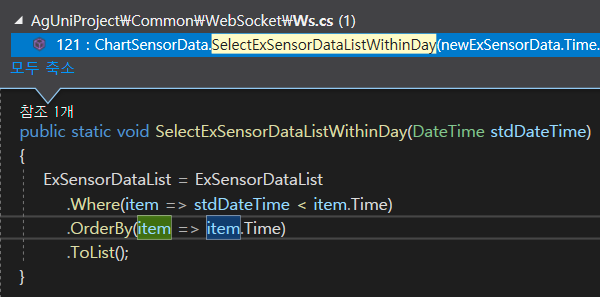 AgUniProject₩Common₩WebSocket₩Ws.cs (1)
121 : ChartSensorData.SelectExSensorDataListWithinDay(newExSensorData.Time.
모두 축소
참조 1개
public static void SelectExSensorDataListWithinDay(DateTime stdDateTime)
{
ExSensorDataList = ExSensorDataList
.Where(item => stdDateTime < item.Time)
.OrderBy(item => item.Time)
.ToList();
}